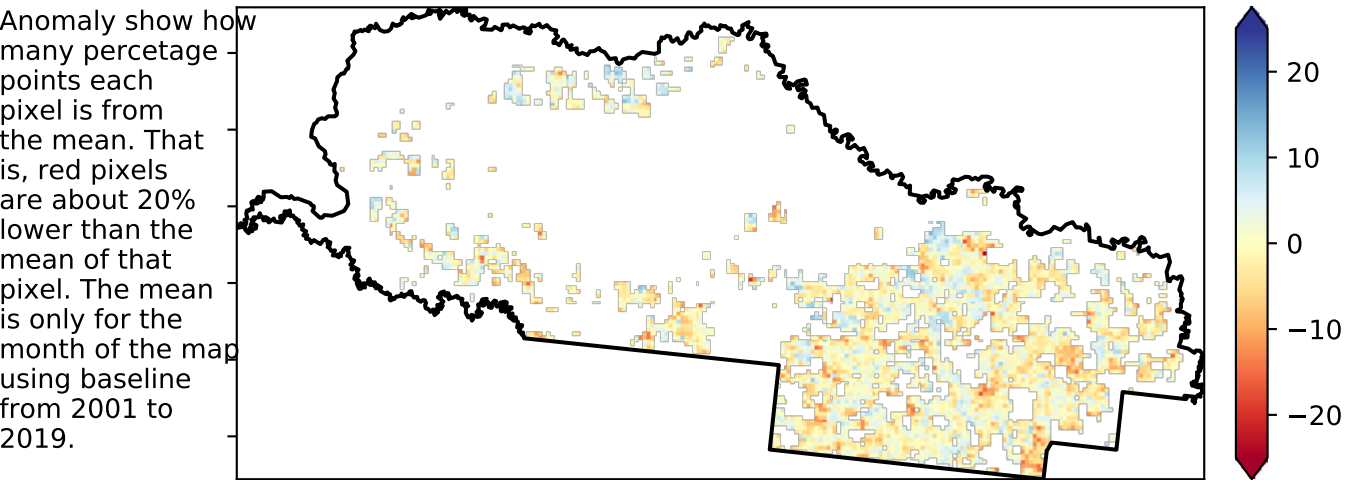 Anomaly show how
many percetage
points each
pixel is from
the mean. That
is, red pixels
are about 20%
lower than the
mean of that
pixel. The mean
is only for the
month of the map
using baseline
from 2001 to
2019.
20
10
0
−10
−20